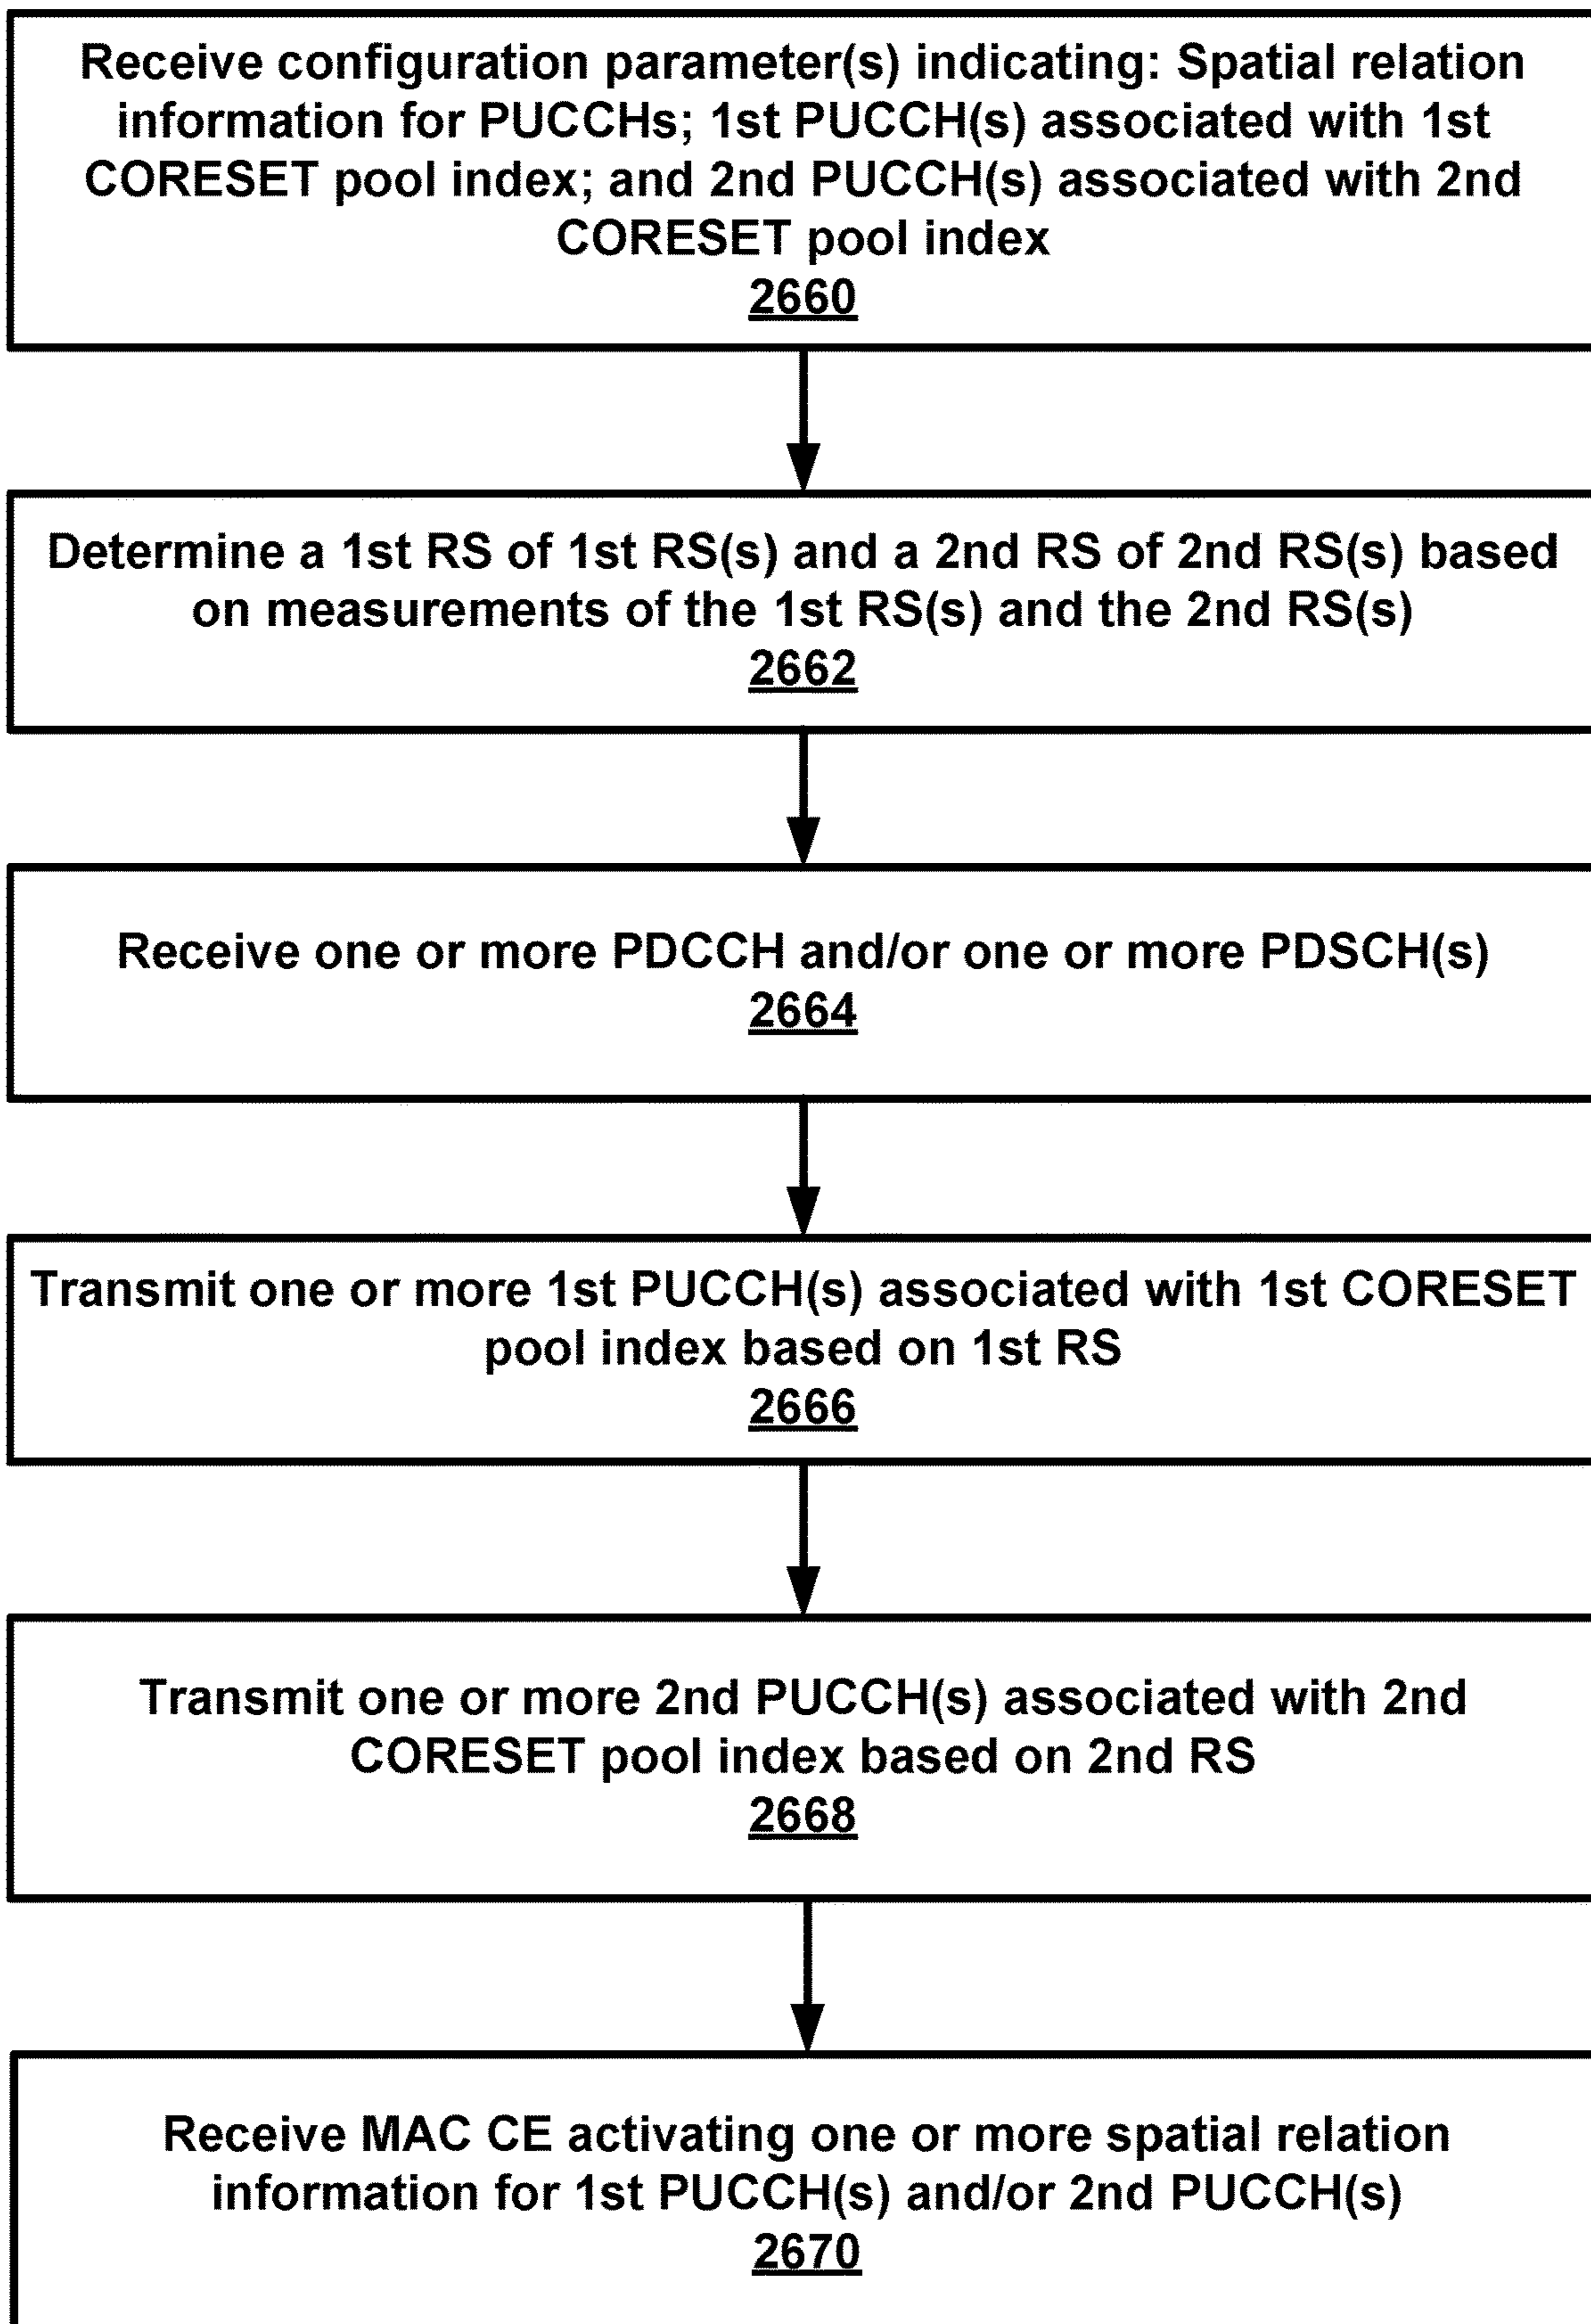 Receive configuration parameter(s) indicating: Spatial relation
information for PUCCHs; 1st PUCCH(s) associated with 1st
CORESET pool index; and 2nd PUCCH(s) associated with 2nd
CORESET pool index
2660
Determine a 1st RS of 1st RS(s) and a 2nd RS of 2nd RS(s) based
on measurements of the 1st RS(s) and the 2nd RS(s)
2662
Receive one or more PDCCH and/or one or more PDSCH(s)
2664
Transmit one or more 1st PUCCH(s) associated with 1st CORESET
pool index based on 1st RS
2666
Transmit one or more 2nd PUCCH(s) associated with 2nd
CORESET pool index based on 2nd RS
2668
Receive MAC CE activating one or more spatial relation
information for 1st PUCCH(s) and/or 2nd PUCCH(s)
2670